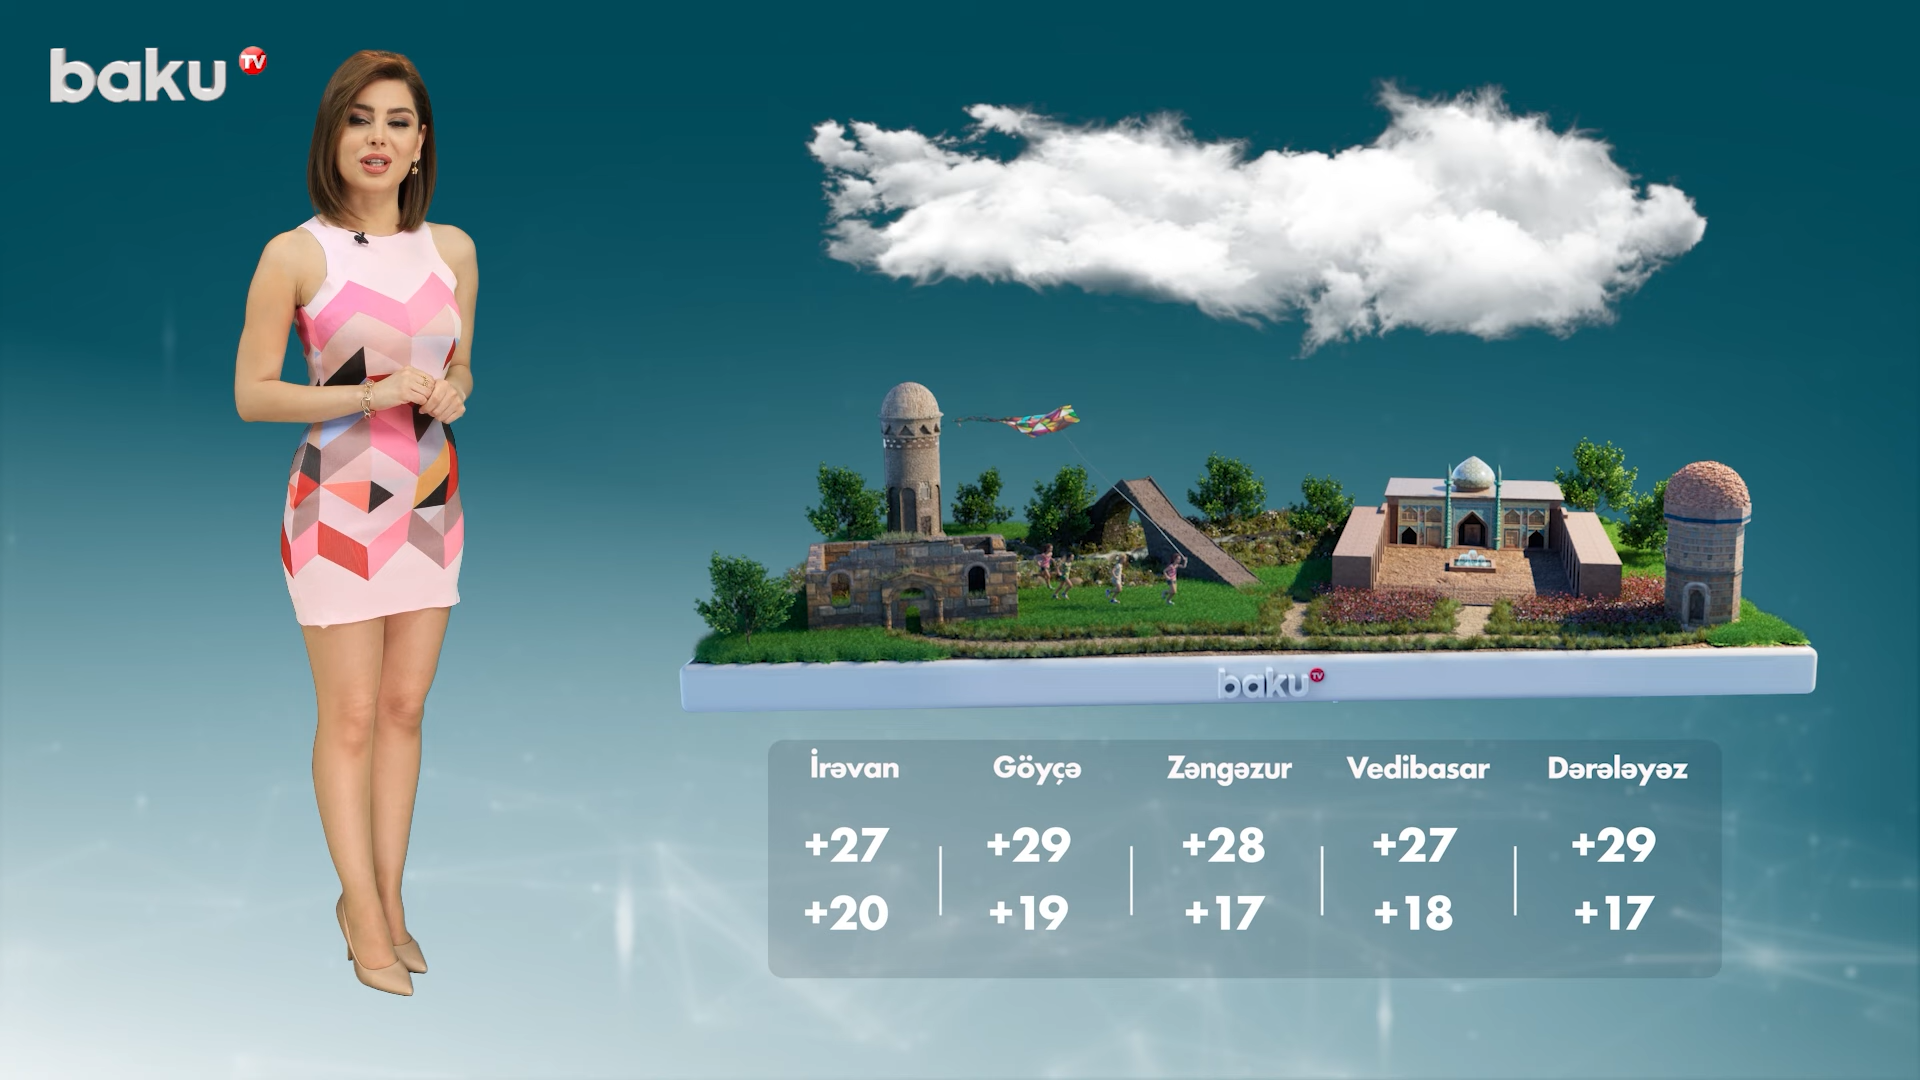 baku TV
baku TV
İrəvan Göyçə Zəngəzur Vedibasar Dərələyəz
+27 +29 +28 +27 +29
+20 +19 +17 +18 +17